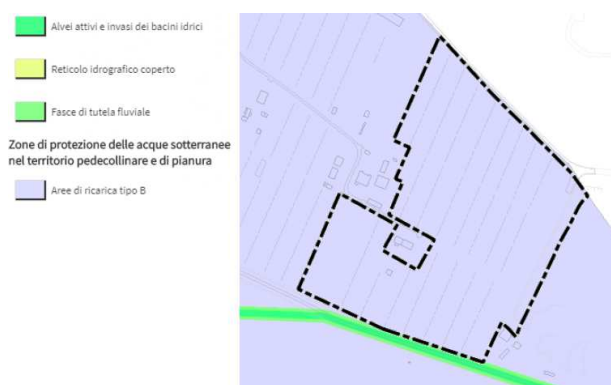 Alvei attivi e invasi dei bacini idrici
Reticolo idrografico coperto
Fasce di tutela fluviale
Zone di protezione delle acque sotterranee
nel territorio pedecollinare e di pianura
Aree di ricarica tipo B